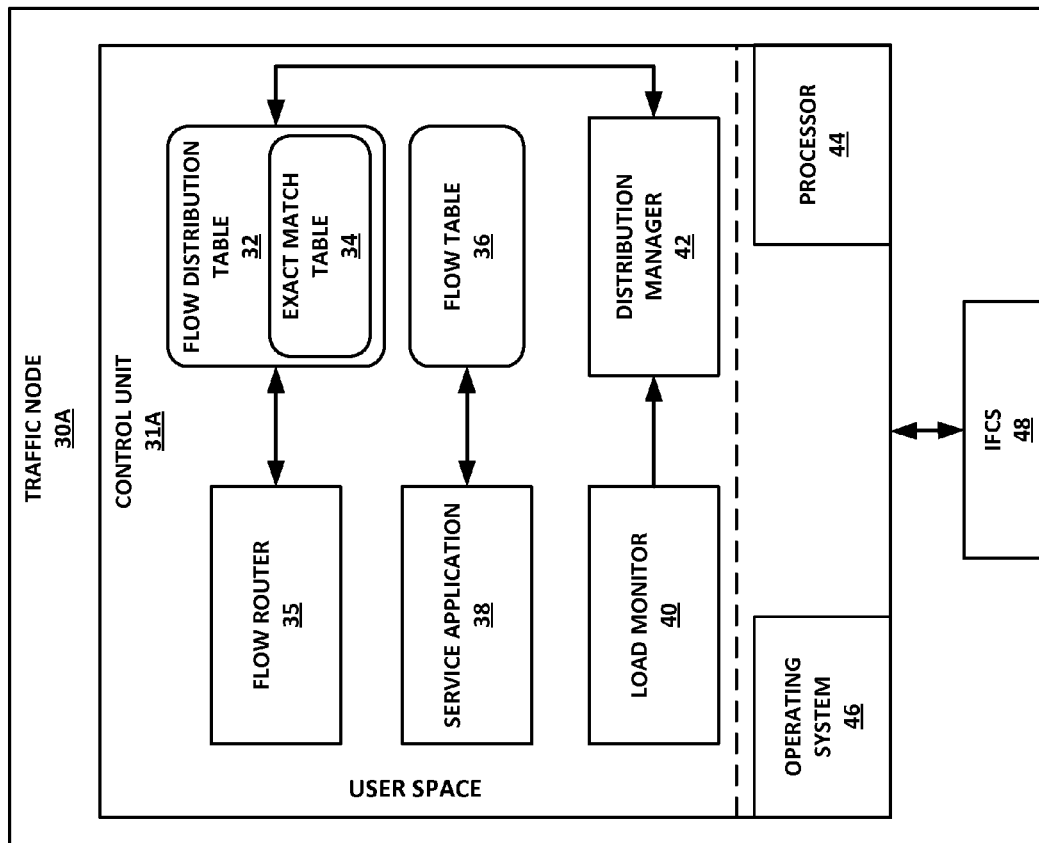 TRAFFIC NODE
30A
CONTROL UNIT
31A
USER SPACE
FLOW ROUTER
35
FLOW DISTRIBUTION
TABLE
32
EXACT MATCH
TABLE
34
SERVICE APPLICATION
38
FLOW TABLE
36
LOAD MONITOR
40
DISTRIBUTION
MANAGER
42
OPERATING
SYSTEM
46
PROCESSOR
44
IFCS
48